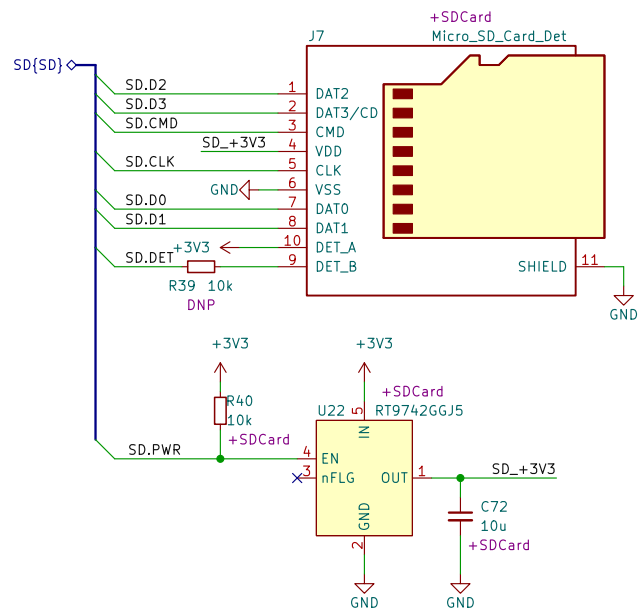 +SDCard
J7
Micro_SD_Card_Det
SD{SD}
SD.D2
1
DAT2
SD.D3
2
DAT3/CD
SD.CMD
3
CMD
SD_+3V3
4
VDD
SD.CLK
5
CLK
GND
6
VSS
SD.D0
7
DAT0
SD.D1
8
DAT1
+3V3
10
DET_A
SD.DET
9
DET_B
SHIELD
11
R39 10k
DNP
GND
+3V3
+3V3
+SDCard
R40
10k
+SDCard
U22
5
RT9742GGJ5
IN
SD.PWR
4
EN
3
nFLG
OUT
1
SD_+3V3
GND
2
C72
10u
+SDCard
GND
GND